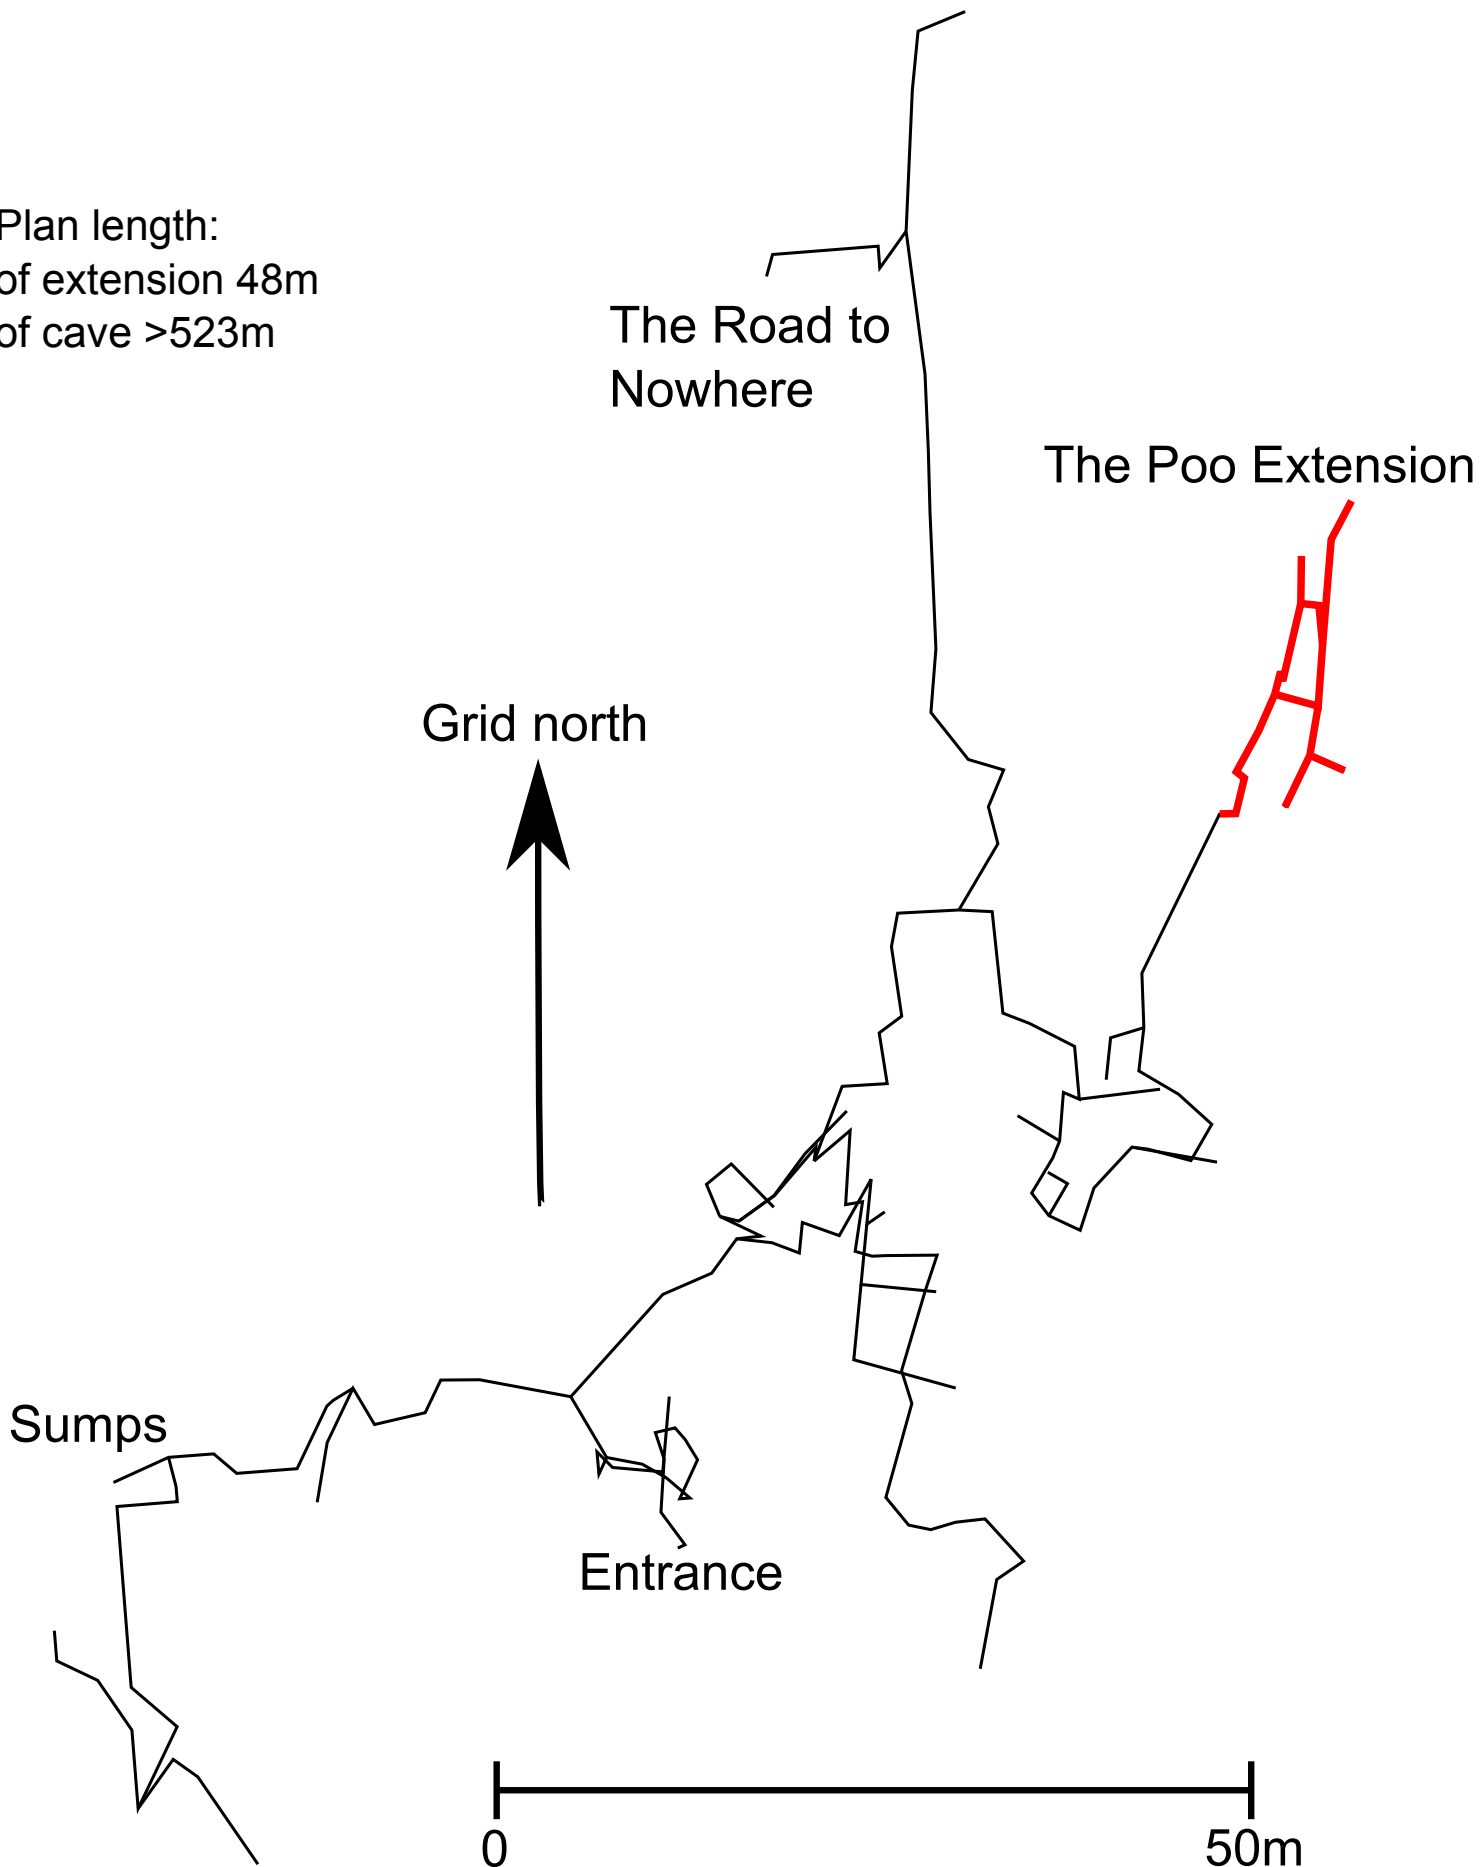 Plan length:
of extension 48m
of cave >523m
The Road to
Nowhere
The Poo Extension
Grid north
Sumps
Entrance
0
50m